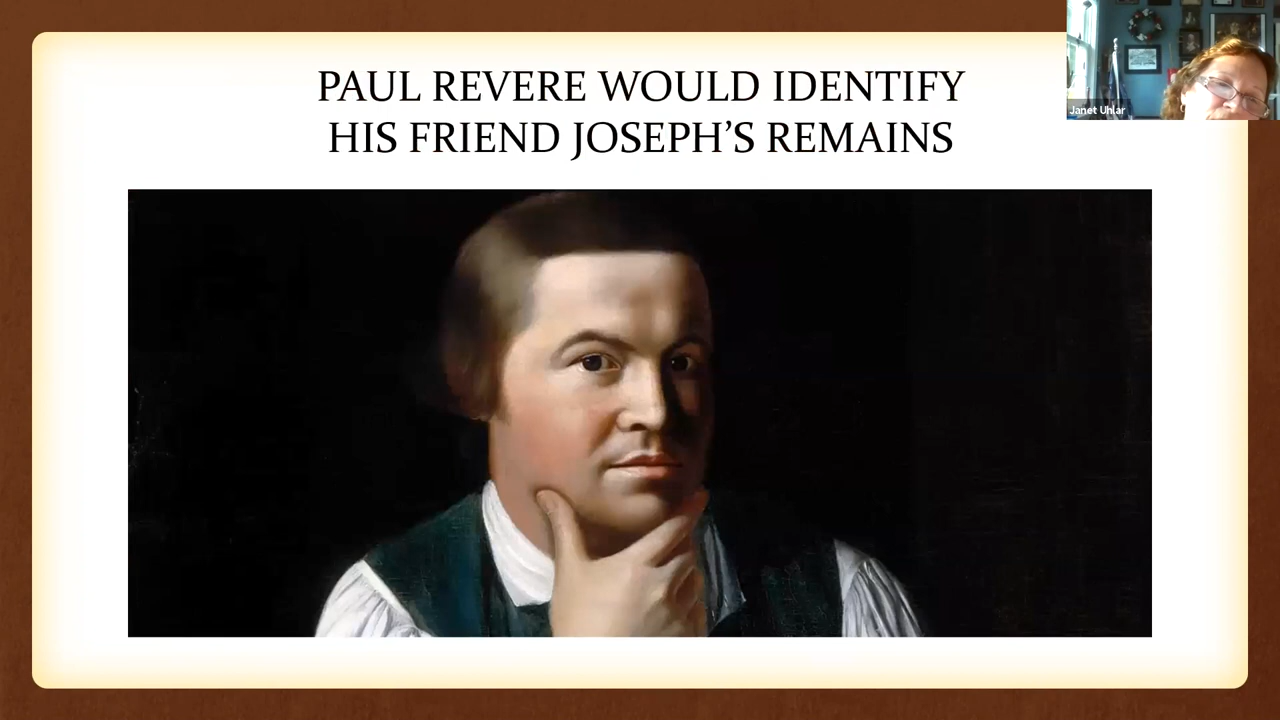 PAUL REVERE WOULD IDENTIFY
HIS FRIEND JOSEPH’S REMAINS
Janet Uhlar